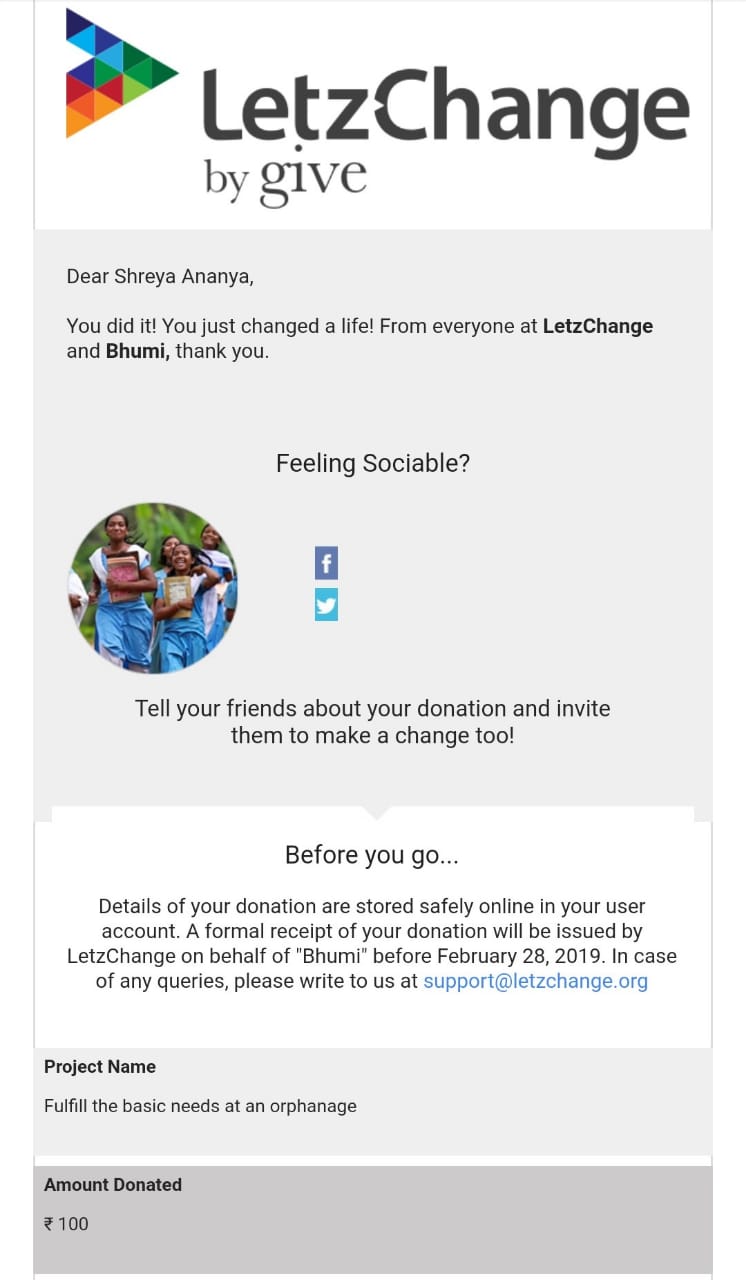 LetzChange
by give
Dear Shreya Ananya,
You did it! You just changed a life! From everyone at LetzChange
and Bhumi, thank you.
Feeling Sociable?
Tell your friends about your donation and invite
them to make a change too!
Before you go...
Details of your donation are stored safely online in your user
account. A formal receipt of your donation will be issued by
LetzChange on behalf of "Bhumi" before February 28, 2019. In case
of any queries, please write to us at support@letzchange.org
Project Name
Fulfill the basic needs at an orphanage
Amount Donated
₹ 100